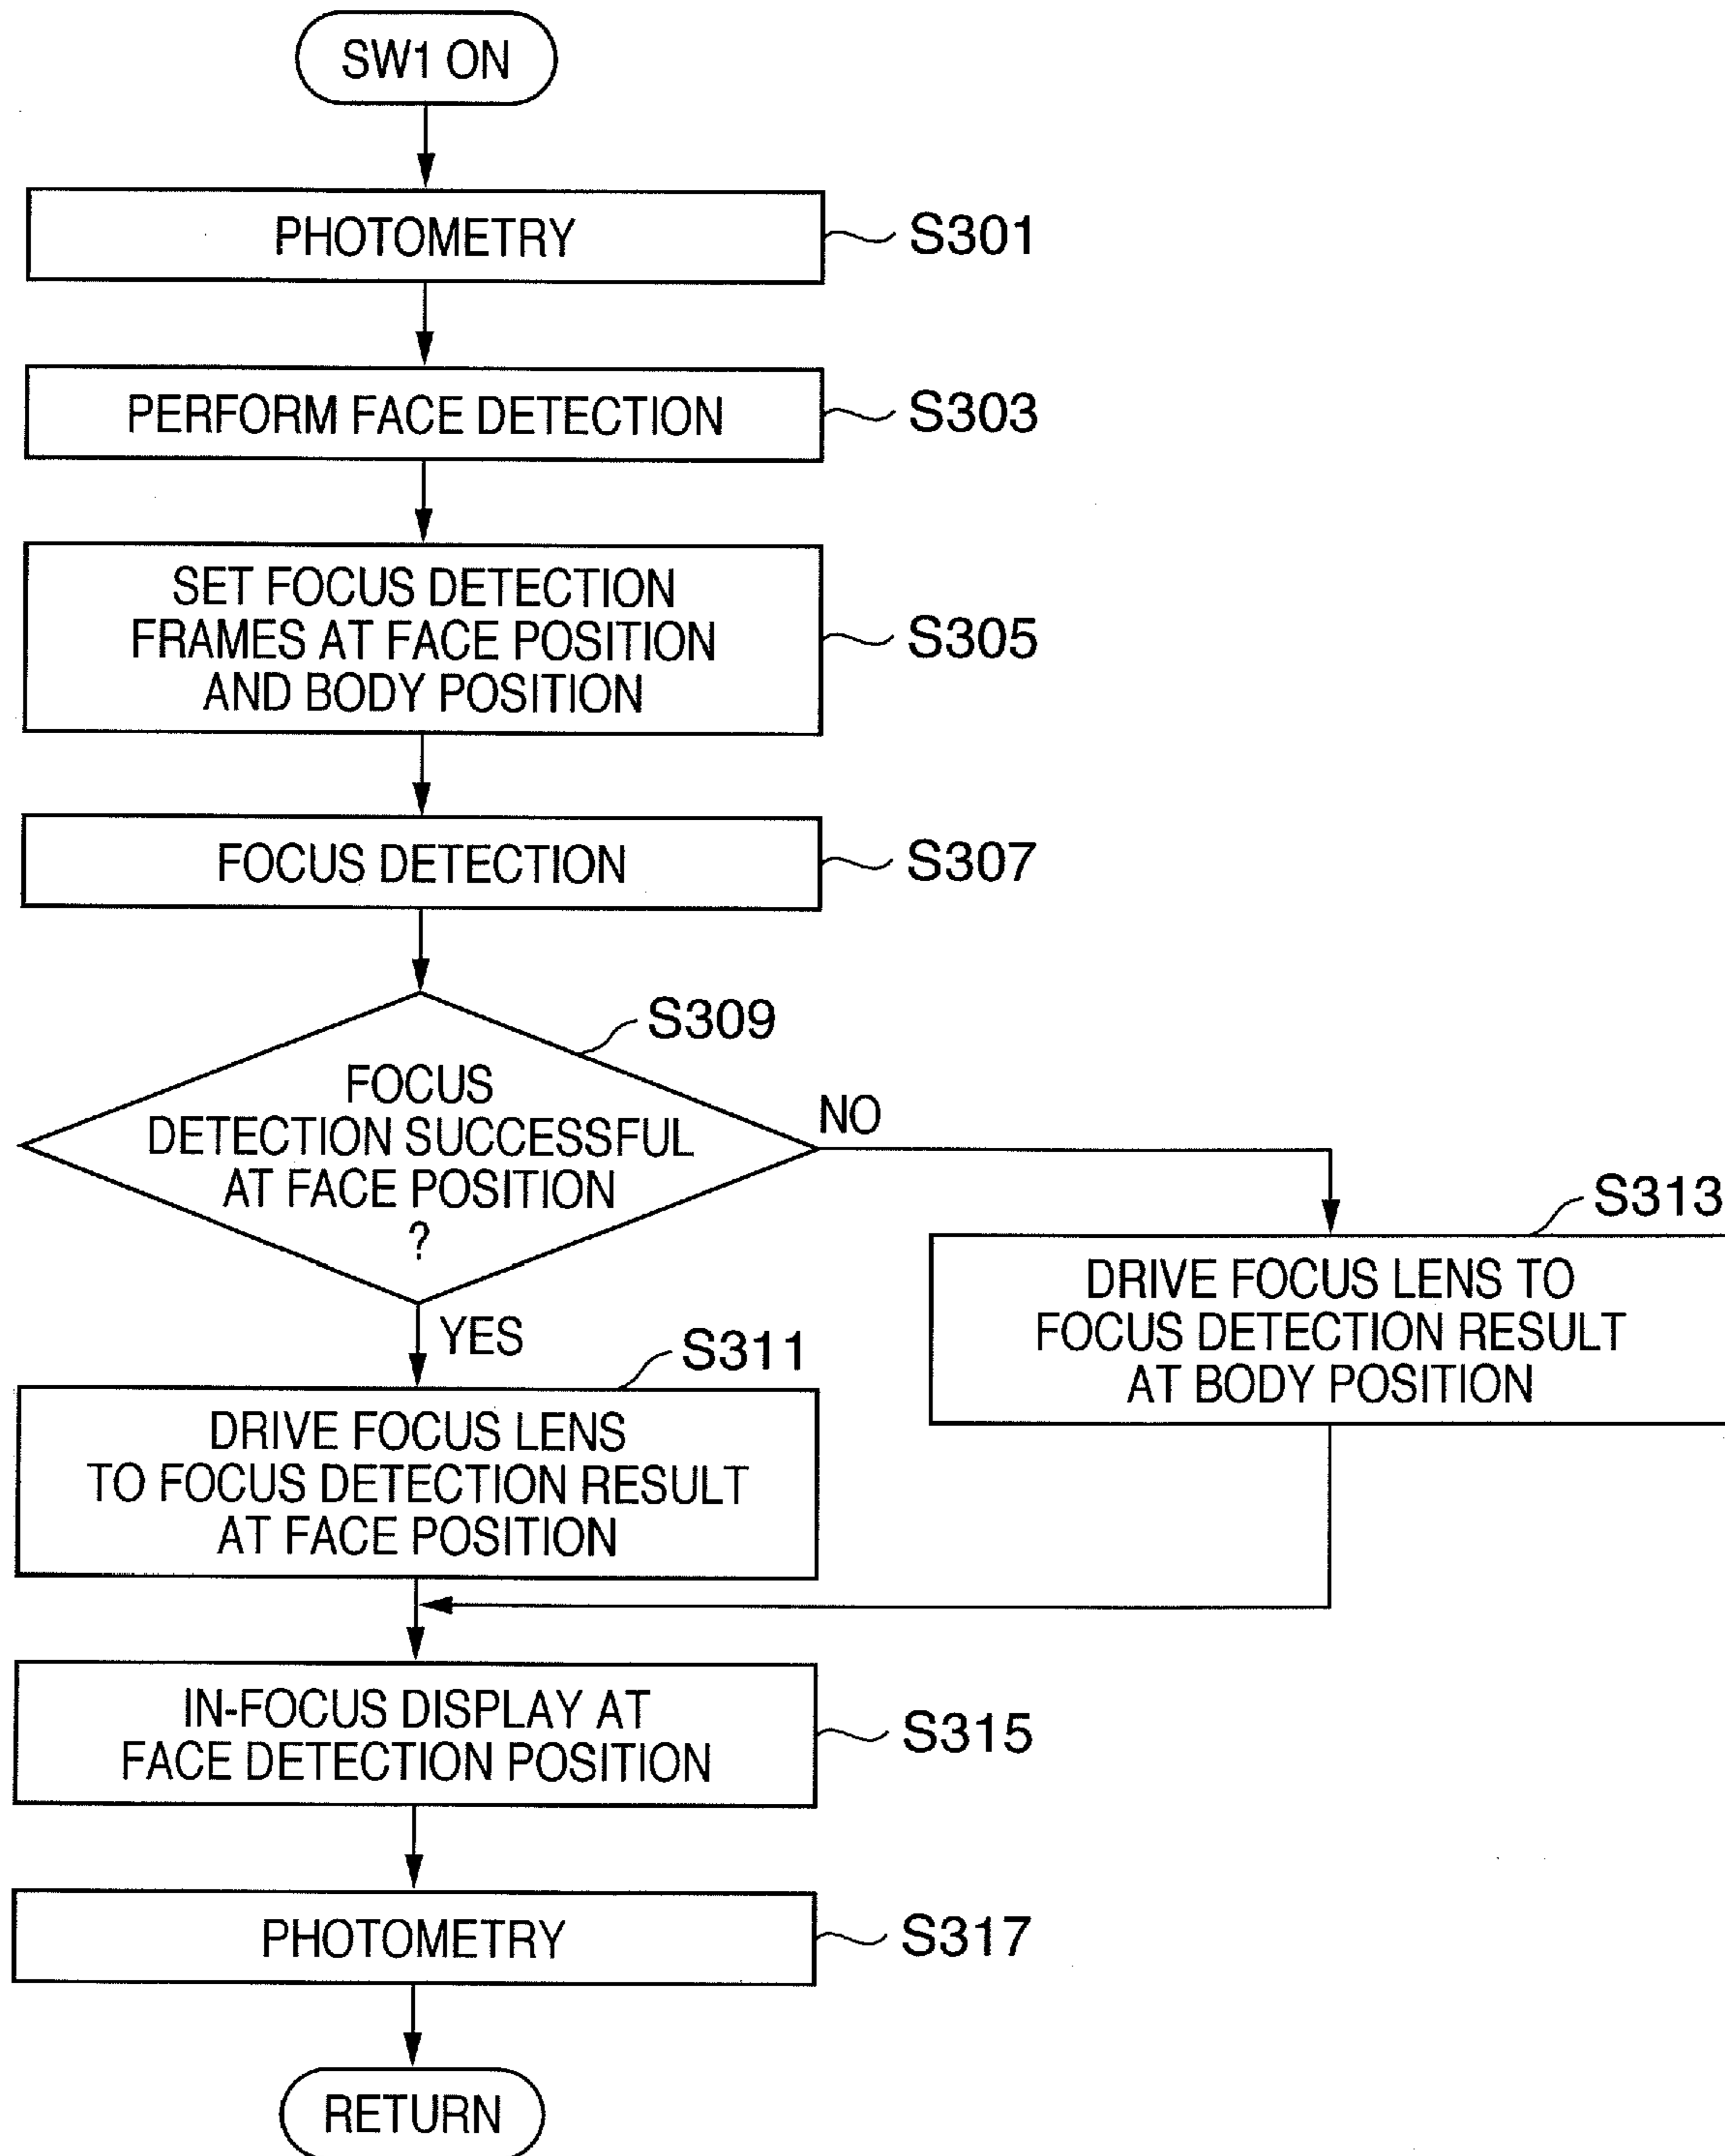 SW1 ON
PHOTOMETRY
S301
PERFORM FACE DETECTION
S303
SET FOCUS DETECTION
FRAMES AT FACE POSITION
AND BODY POSITION
S305
FOCUS DETECTION
S307
S309
FOCUS
DETECTION SUCCESSFUL
AT FACE POSITION
?
NO
YES
S313
DRIVE FOCUS LENS TO
FOCUS DETECTION RESULT
AT BODY POSITION
S311
DRIVE FOCUS LENS
TO FOCUS DETECTION RESULT
AT FACE POSITION
IN-FOCUS DISPLAY AT
FACE DETECTION POSITION
S315
PHOTOMETRY
S317
RETURN